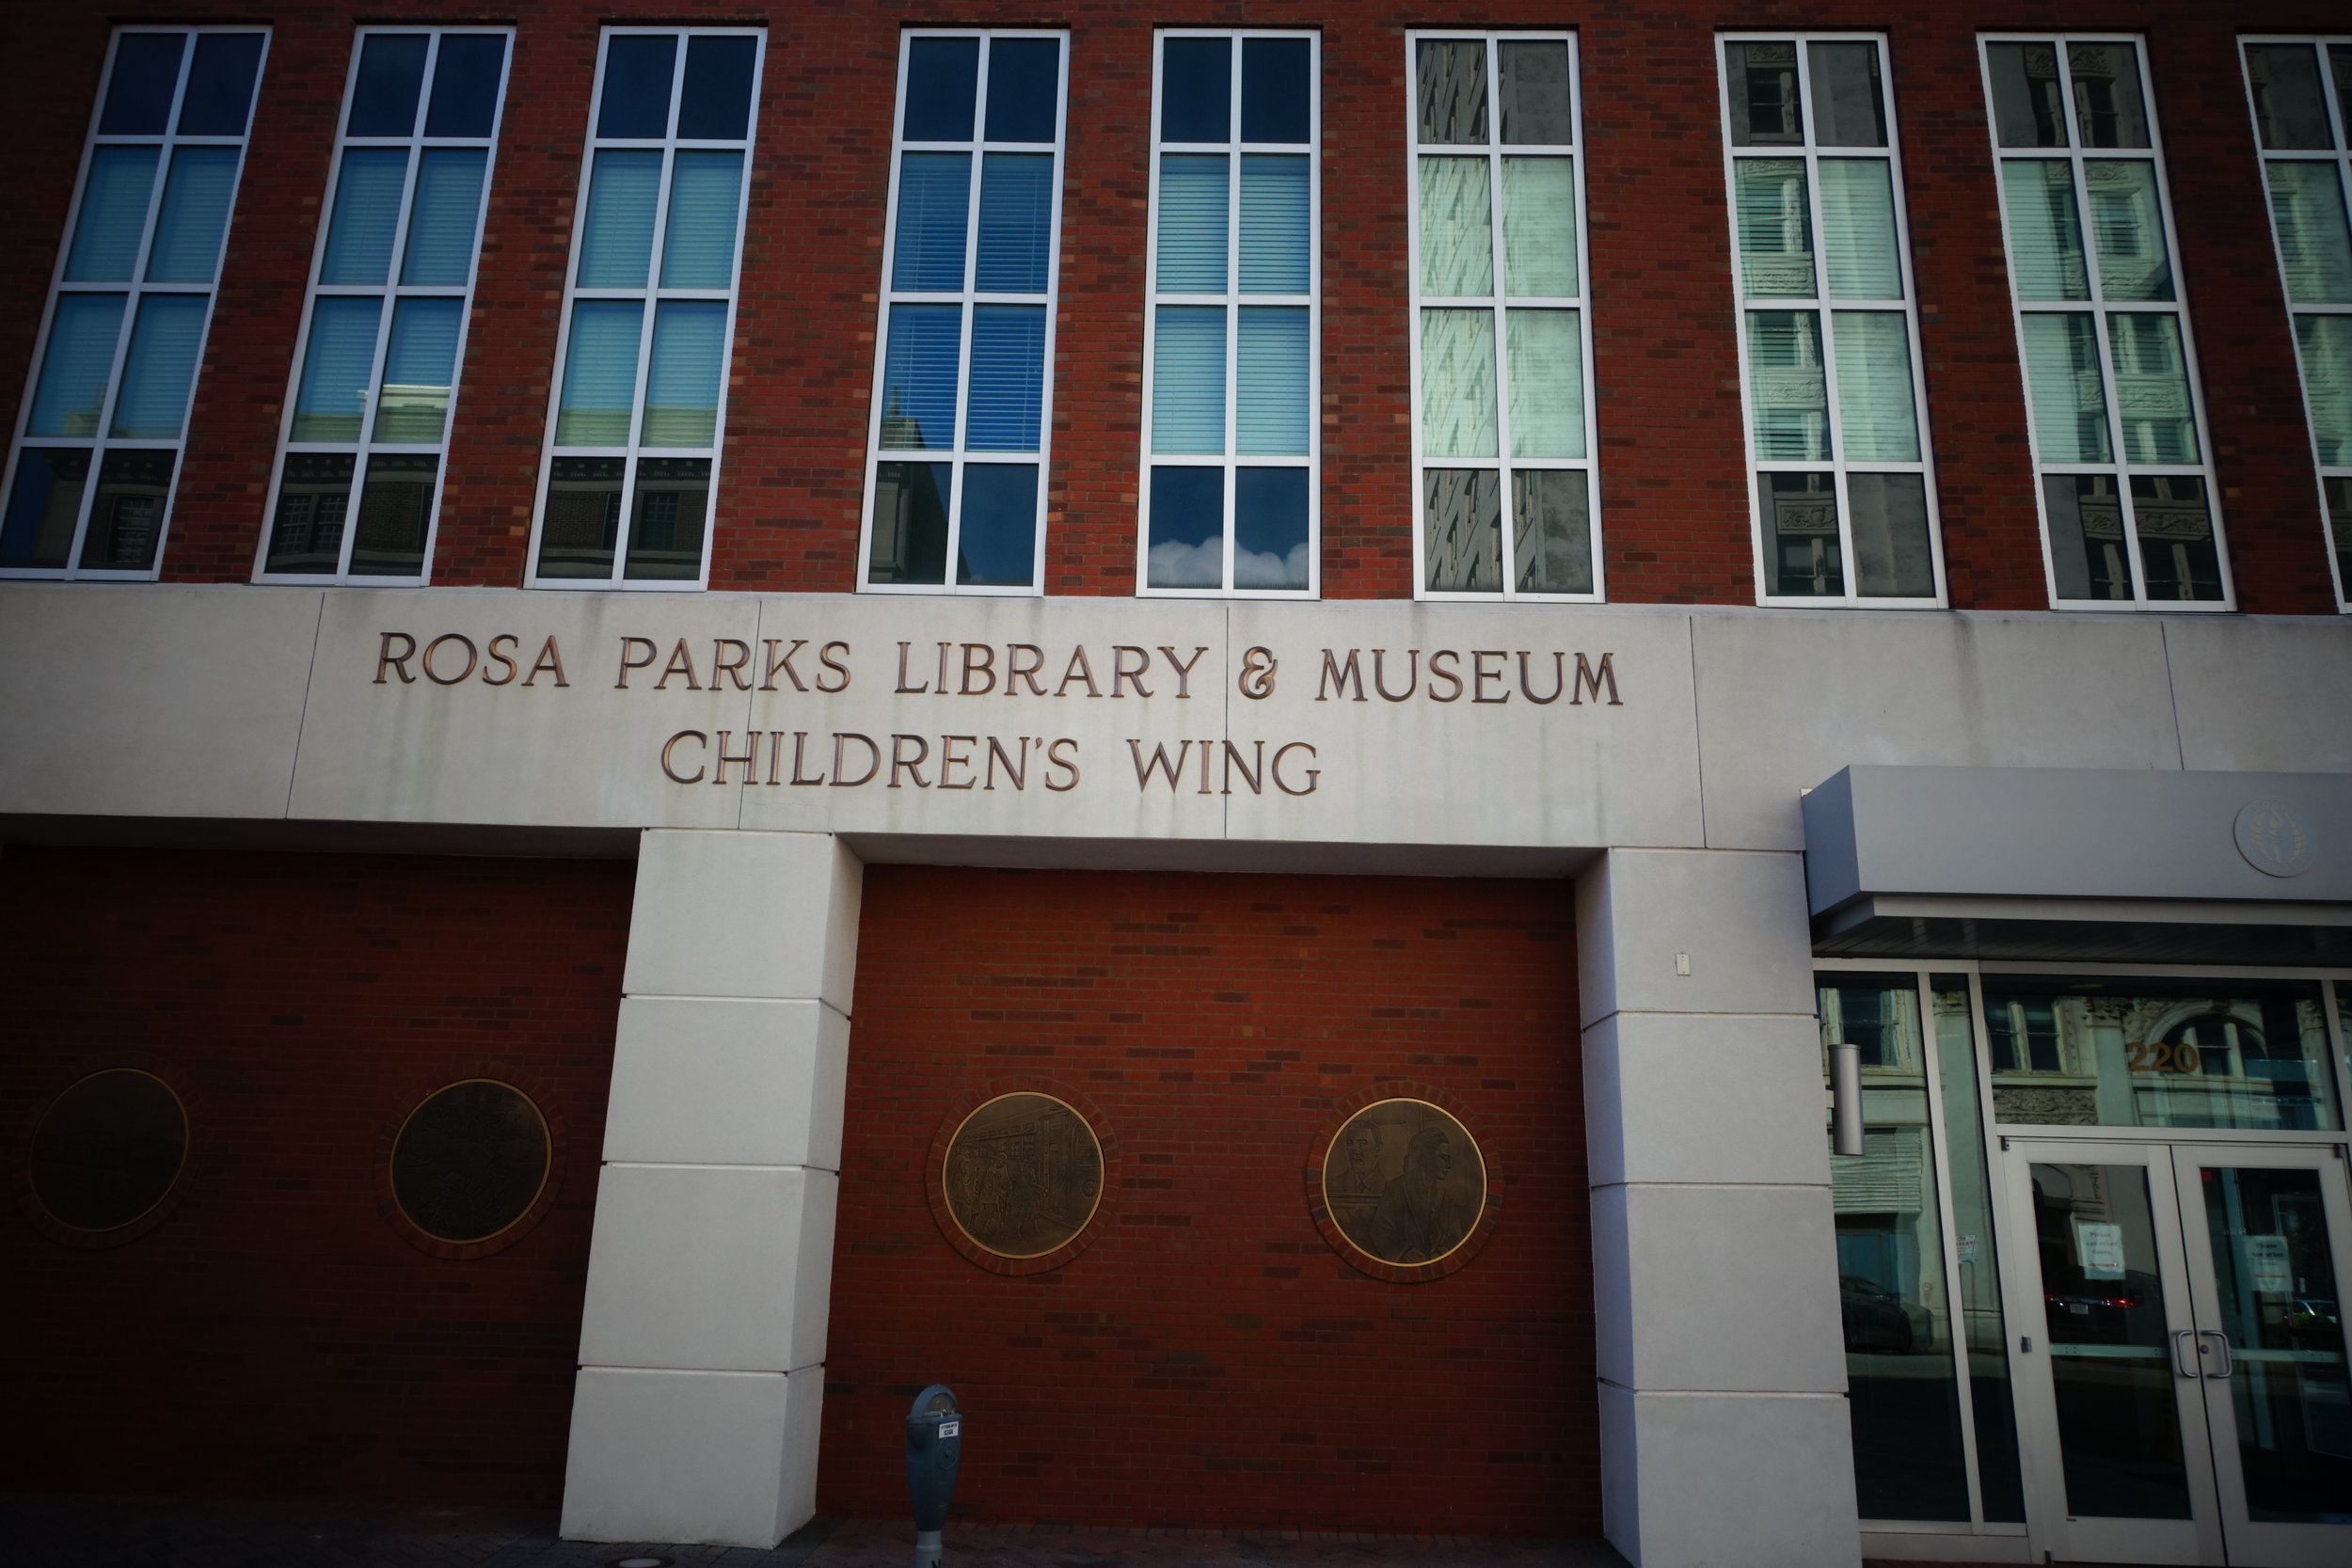 ROSA PARKS LIBRARY & MUSEUM
CHILDREN'S WING
220